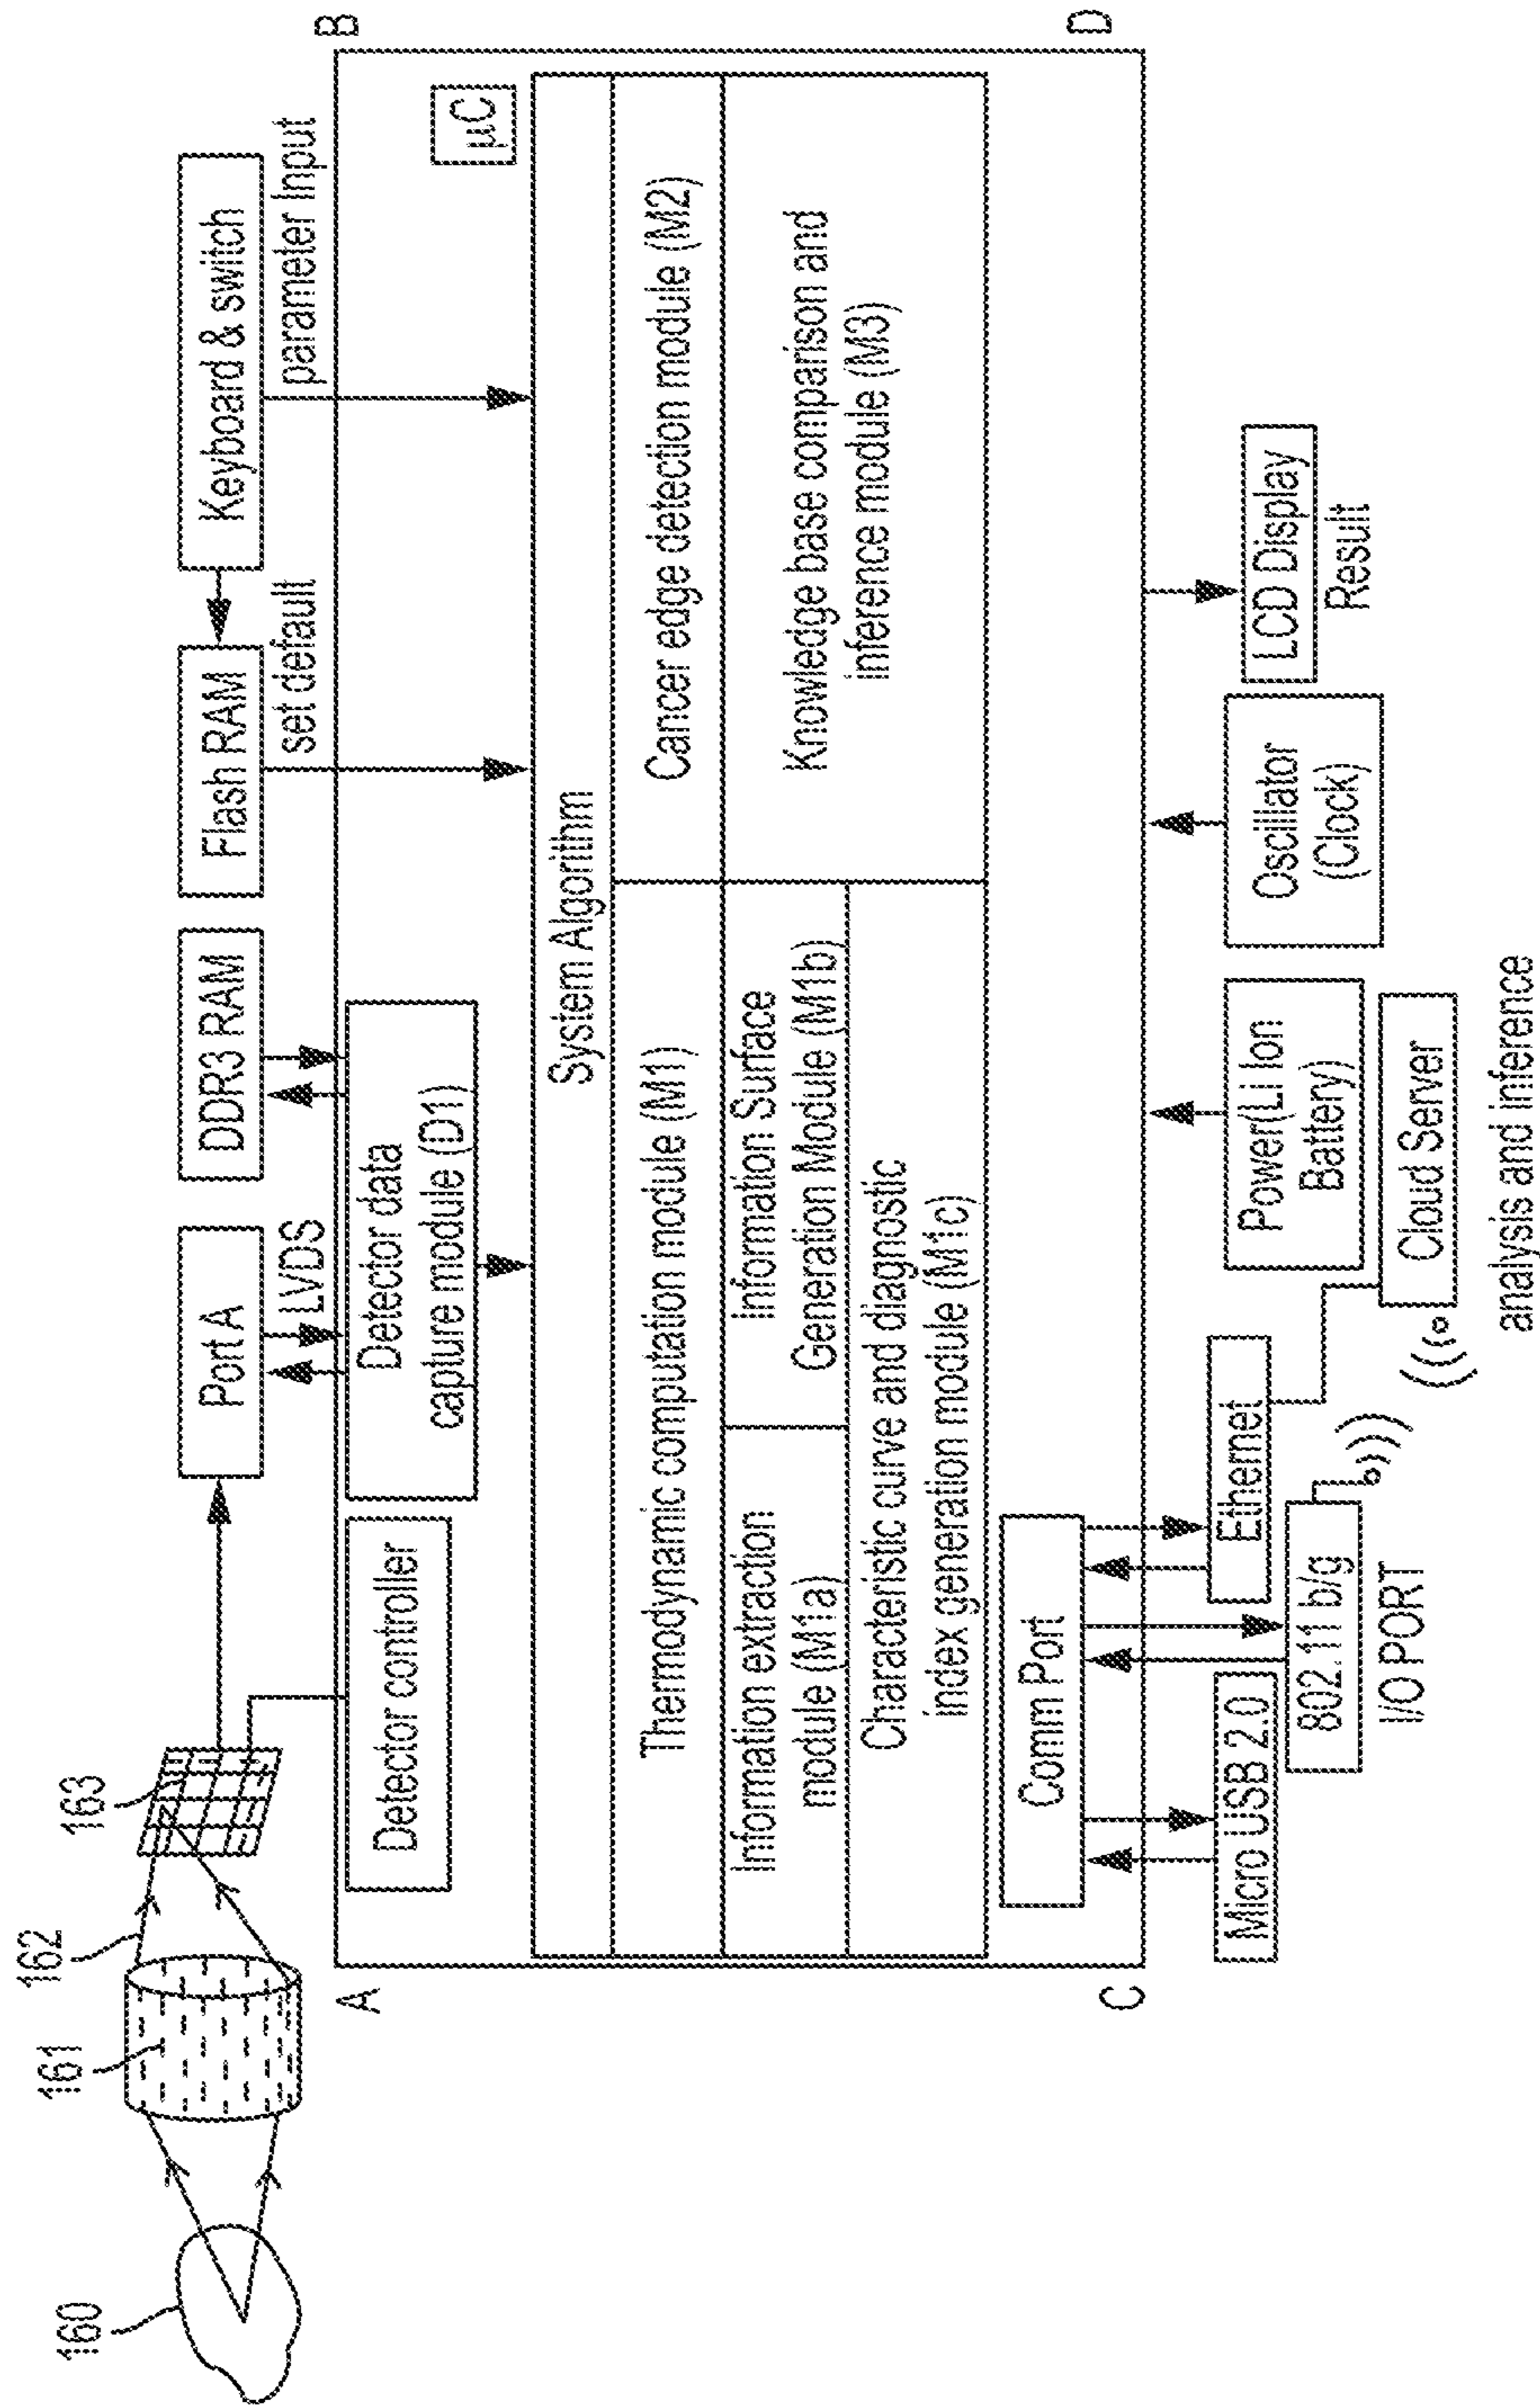 160
161
162
163
Port A
LVDS
DDR3 RAM
Flash RAM
set default
Keyboard & switch
parameter Input
A
B
Detector controller
Detector data
capture module (D1)
µC
System Algorithm
Thermodynamic computation module (M1)
Cancer edge detection module (M2)
Information extraction
module (M1a)
Information Surface
Generation Module (M1b)
Knowledge base comparison and
inference module (M3)
Characteristic curve and diagnostic
index generation module (M1c)
Comm Port
C
D
Micro USB 2.0
802.11 b/g
I/O PORT
Ethernet
Power(Li Ion
Battery)
Cloud Server
analysis and inference
Oscillator
(Clock)
LCD Display
Result